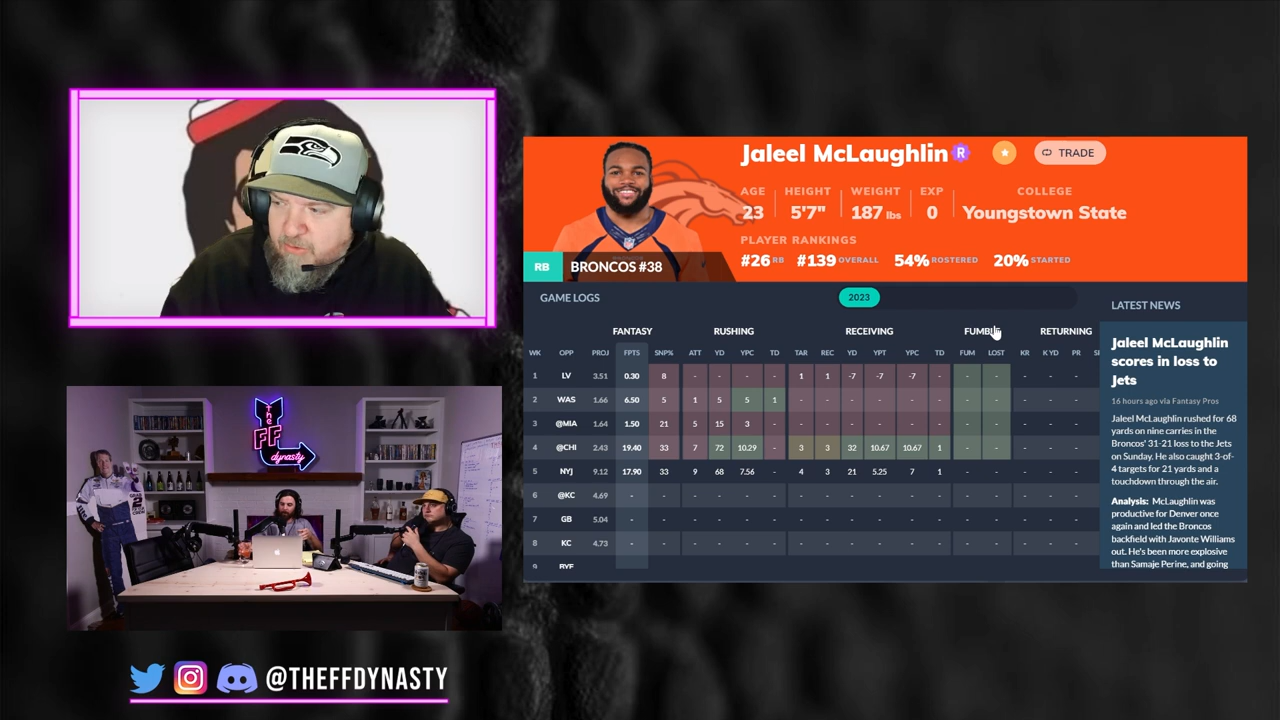 Jaleel McLaughlin R
TRADE
AGE HEIGHT WEIGHT EXP COLLEGE
23 5'7" 187 lbs 0 Youngstown State
PLAYER RANKINGS
#26 RB #139 OVERALL 54% ROSTERED 20% STARTED
RB BRONCOS #38
GAME LOGS
2023
FANTASY RUSHING RECEIVING FUMBLE RETURNING
WK OPP PROJ FPTS SNP% ATT YD YPC TD TAR REC YD YPT YPC TD FUM LOST KR K YD PR
1 LV 3.51 0.30 8 - - - - 1 1 -7 -7 -7 - - - - - -
2 WAS 1.66 6.50 5 1 5 5 1 - - - - - - - - - - -
3 @MIA 1.64 1.50 21 5 15 3 - - - - - - - - - - - -
4 @CHI 2.43 19.40 33 7 72 10.29 - 3 3 32 10.67 10.67 1 - - - - -
5 NYJ 9.12 17.90 33 9 68 7.56 - 4 3 21 5.25 7 1 - - - - -
6 @KC 4.69 - - - - - - - - - - - - - - - - -
7 GB 5.04 - - - - - - - - - - - - - - - - -
8 KC 4.73 - - - - - - - - - - - - - - - - -
LATEST NEWS
Jaleel McLaughlin
scores in loss to
Jets
16 hours ago via Fantasy Pros
Jaleel McLaughlin rushed for 68
yards on nine carries in the
Broncos' 31-21 loss to the Jets
on Sunday. He also caught 3-of-
4 targets for 21 yards and a
touchdown through the air.
Analysis: McLaughlin was
productive for Denver once
again and led the Broncos
backfield with Javonte Williams
out. He's been more explosive
than Samaje Perine, and going
The
FF
dynasty
@THEFFDYNASTY